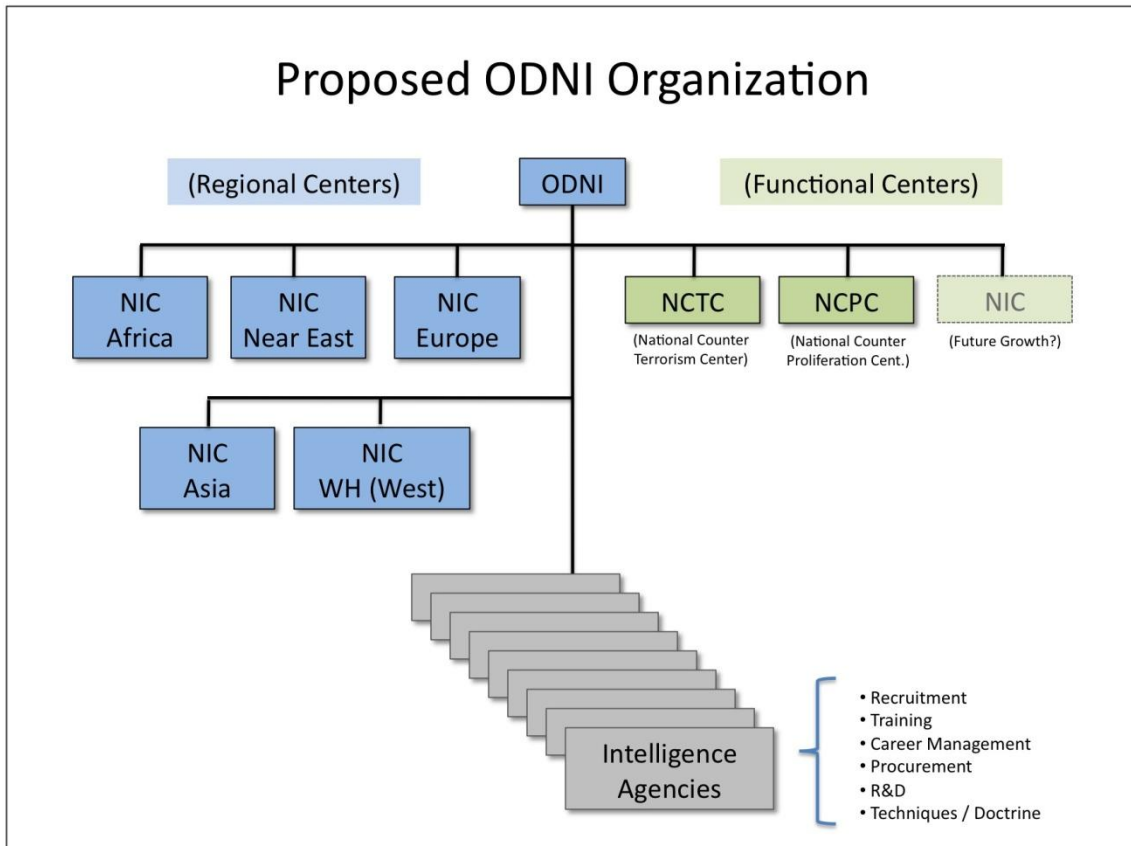 Proposed ODNI Organization
(Regional Centers)
ODNI
(Functional Centers)
NIC
Africa
NIC
Near East
NIC
Europe
NCTC
(National Counter
Terrorism Center)
NCPC
(National Counter
Proliferation Cent.)
NIC
(Future Growth?)
NIC
Asia
NIC
WH (West)
Intelligence
Agencies
• Recruitment
• Training
• Career Management
• Procurement
• R&D
• Techniques / Doctrine